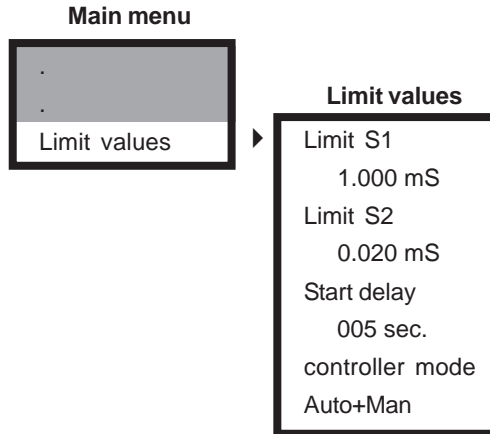 Main menu
.
.
Limit values
Limit values
Limit S1
1.000 mS
Limit S2
0.020 mS
Start delay
005 sec.
controller mode
Auto+Man